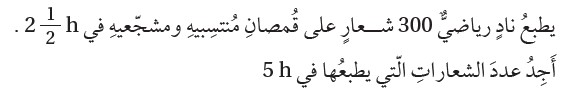 يطبعُ نادٍ رياضيٌّ 300 شــعارٍ على قُمصانِ مُنتسِبيهِ ومشجّعيهِ في 2 1/2 h .
أَجِدُ عددَ الشعاراتِ الّتي يطبعُها في 5 h